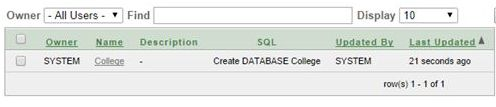 Owner - All Users - Find Display 10
Owner Name Description SQL Updated By Last Updated
SYSTEM College - Create DATABASE College SYSTEM 21 seconds ago
row(s) 1 - 1 of 1